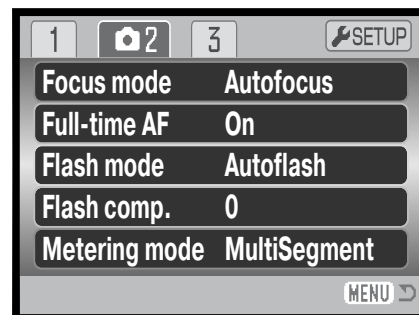 1 2 3 SETUP
Focus mode Autofocus
Full-time AF On
Flash mode Autoflash
Flash comp. 0
Metering mode MultiSegment
MENU